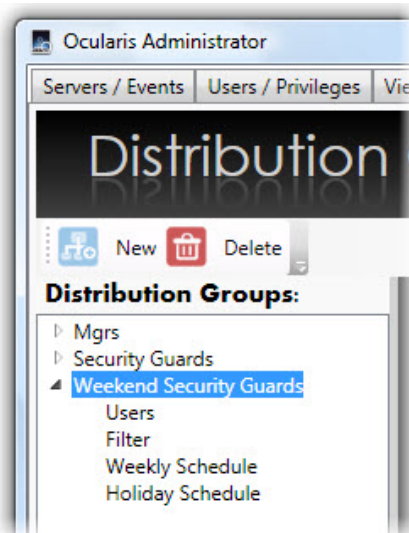 Ocularis Administrator
Servers / Events Users / Privileges Vie
Distribution
New Delete
Distribution Groups:
Mgrs
Security Guards
Weekend Security Guards
Users
Filter
Weekly Schedule
Holiday Schedule